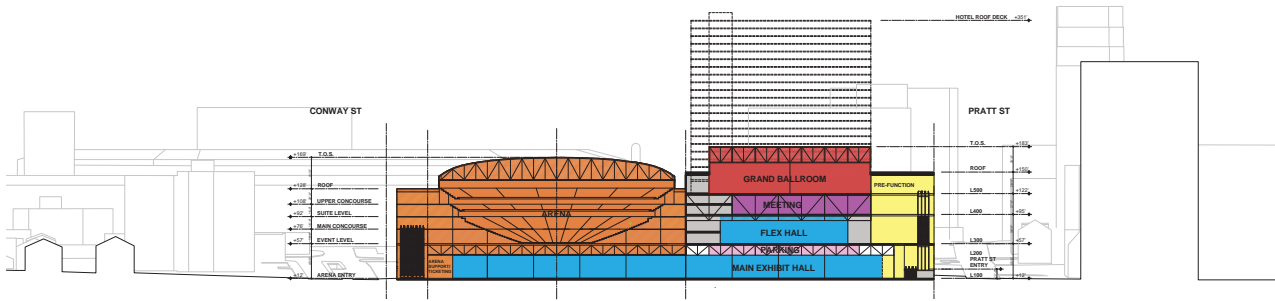 HOTEL ROOF DECK +351'
CONWAY ST
PRATT ST
+169' T.O.S.
T.O.S. +183'
ROOF +150'
GRAND BALLROOM
PRE-FUNCTION
+128' ROOF
L500 +122'
+108' UPPER CONCOURSE
MEETING
ARENA
L400 +95'
+92' SUITE LEVEL
+76' MAIN CONCOURSE
FLEX HALL
+57' EVENT LEVEL
L300 +57'
PARKING
L200
PRATT ST
ENTRY
ARENA
SUPPORT/
TICKETING
MAIN EXHIBIT HALL
+12' ARENA ENTRY
L100 +12'